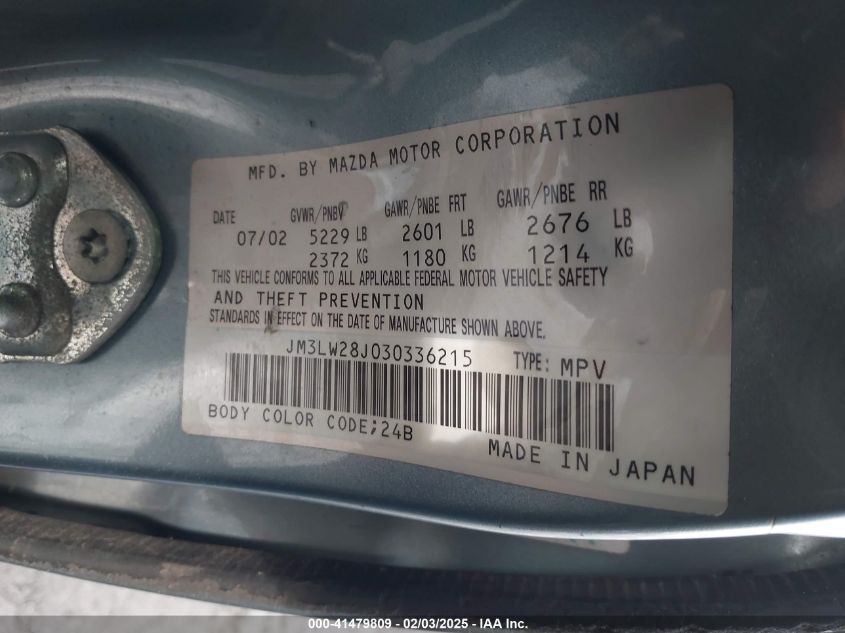 MFD. BY MAZDA MOTOR CORPORATION
DATE GVWR/PNBV GAWR/PNBE FRT GAWR/PNBE RR
07/02 5229 LB 2601 LB 2676 LB
2372 KG 1180 KG 1214 KG
THIS VEHICLE CONFORMS TO ALL APPLICABLE FEDERAL MOTOR VEHICLE SAFETY
AND THEFT PREVENTION
STANDARDS IN EFFECT ON THE DATE OF MANUFACTURE SHOWN ABOVE.
JM3LW28J030336215 TYPE: MPV
BODY COLOR CODE;24B
MADE IN JAPAN
000-41479809 - 02/03/2025 - IAA Inc.